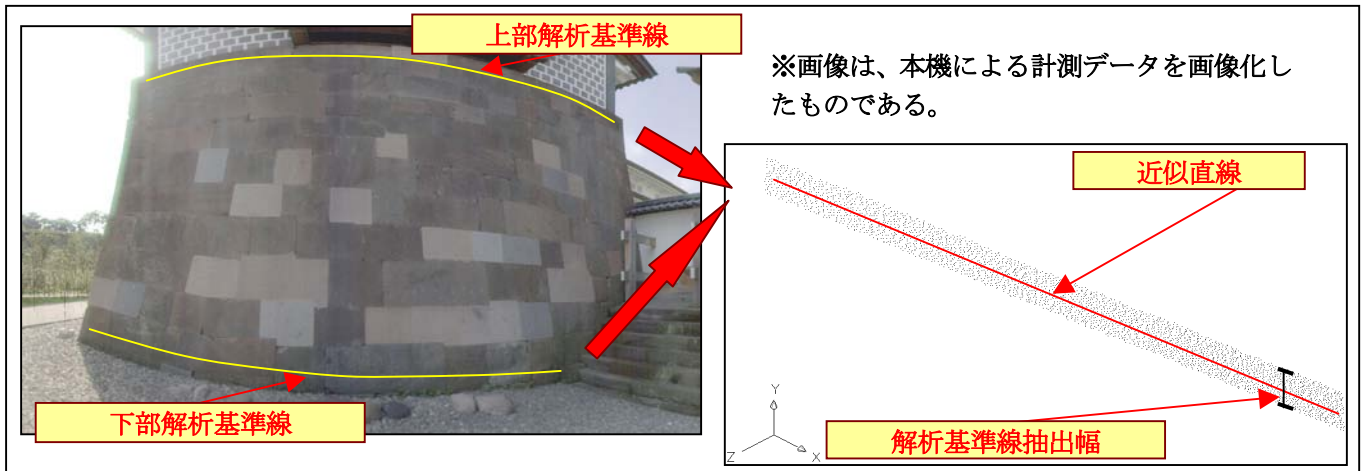 上部解析基準線
※画像は、本機による計測データを画像化し
たものである。
近似直線
下部解析基準線
解析基準線抽出幅
Y
Z
X